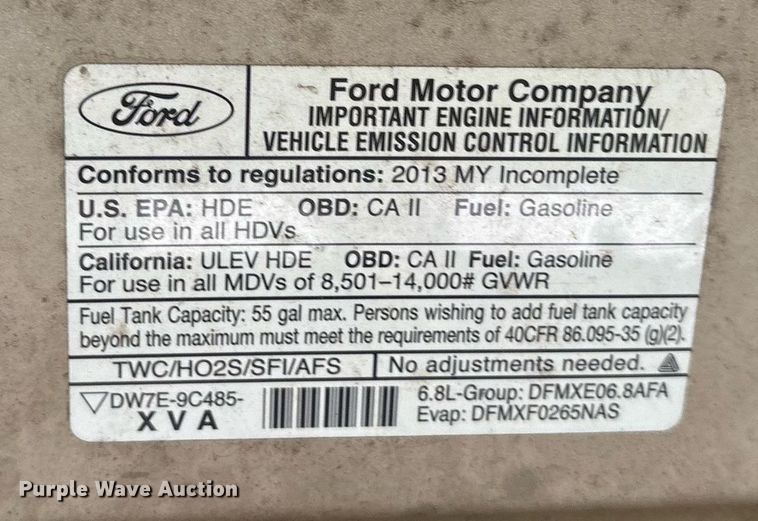 Ford
Ford Motor Company
IMPORTANT ENGINE INFORMATION/
VEHICLE EMISSION CONTROL INFORMATION
Conforms to regulations: 2013 MY Incomplete
U.S. EPA: HDE OBD: CA II Fuel: Gasoline
For use in all HDVs
California: ULEV HDE OBD: CA II Fuel: Gasoline
For use in all MDVs of 8,501–14,000# GVWR
Fuel Tank Capacity: 55 gal max. Persons wishing to add fuel tank capacity
beyond the maximum must meet the requirements of 40CFR 86.095-35 (g)(2).
TWC/HO2S/SFI/AFS No adjustments needed.
DW7E-9C485-
X V A
6.8L-Group: DFMXE06.8AFA
Evap: DFMXF0265NAS
Purple Wave Auction